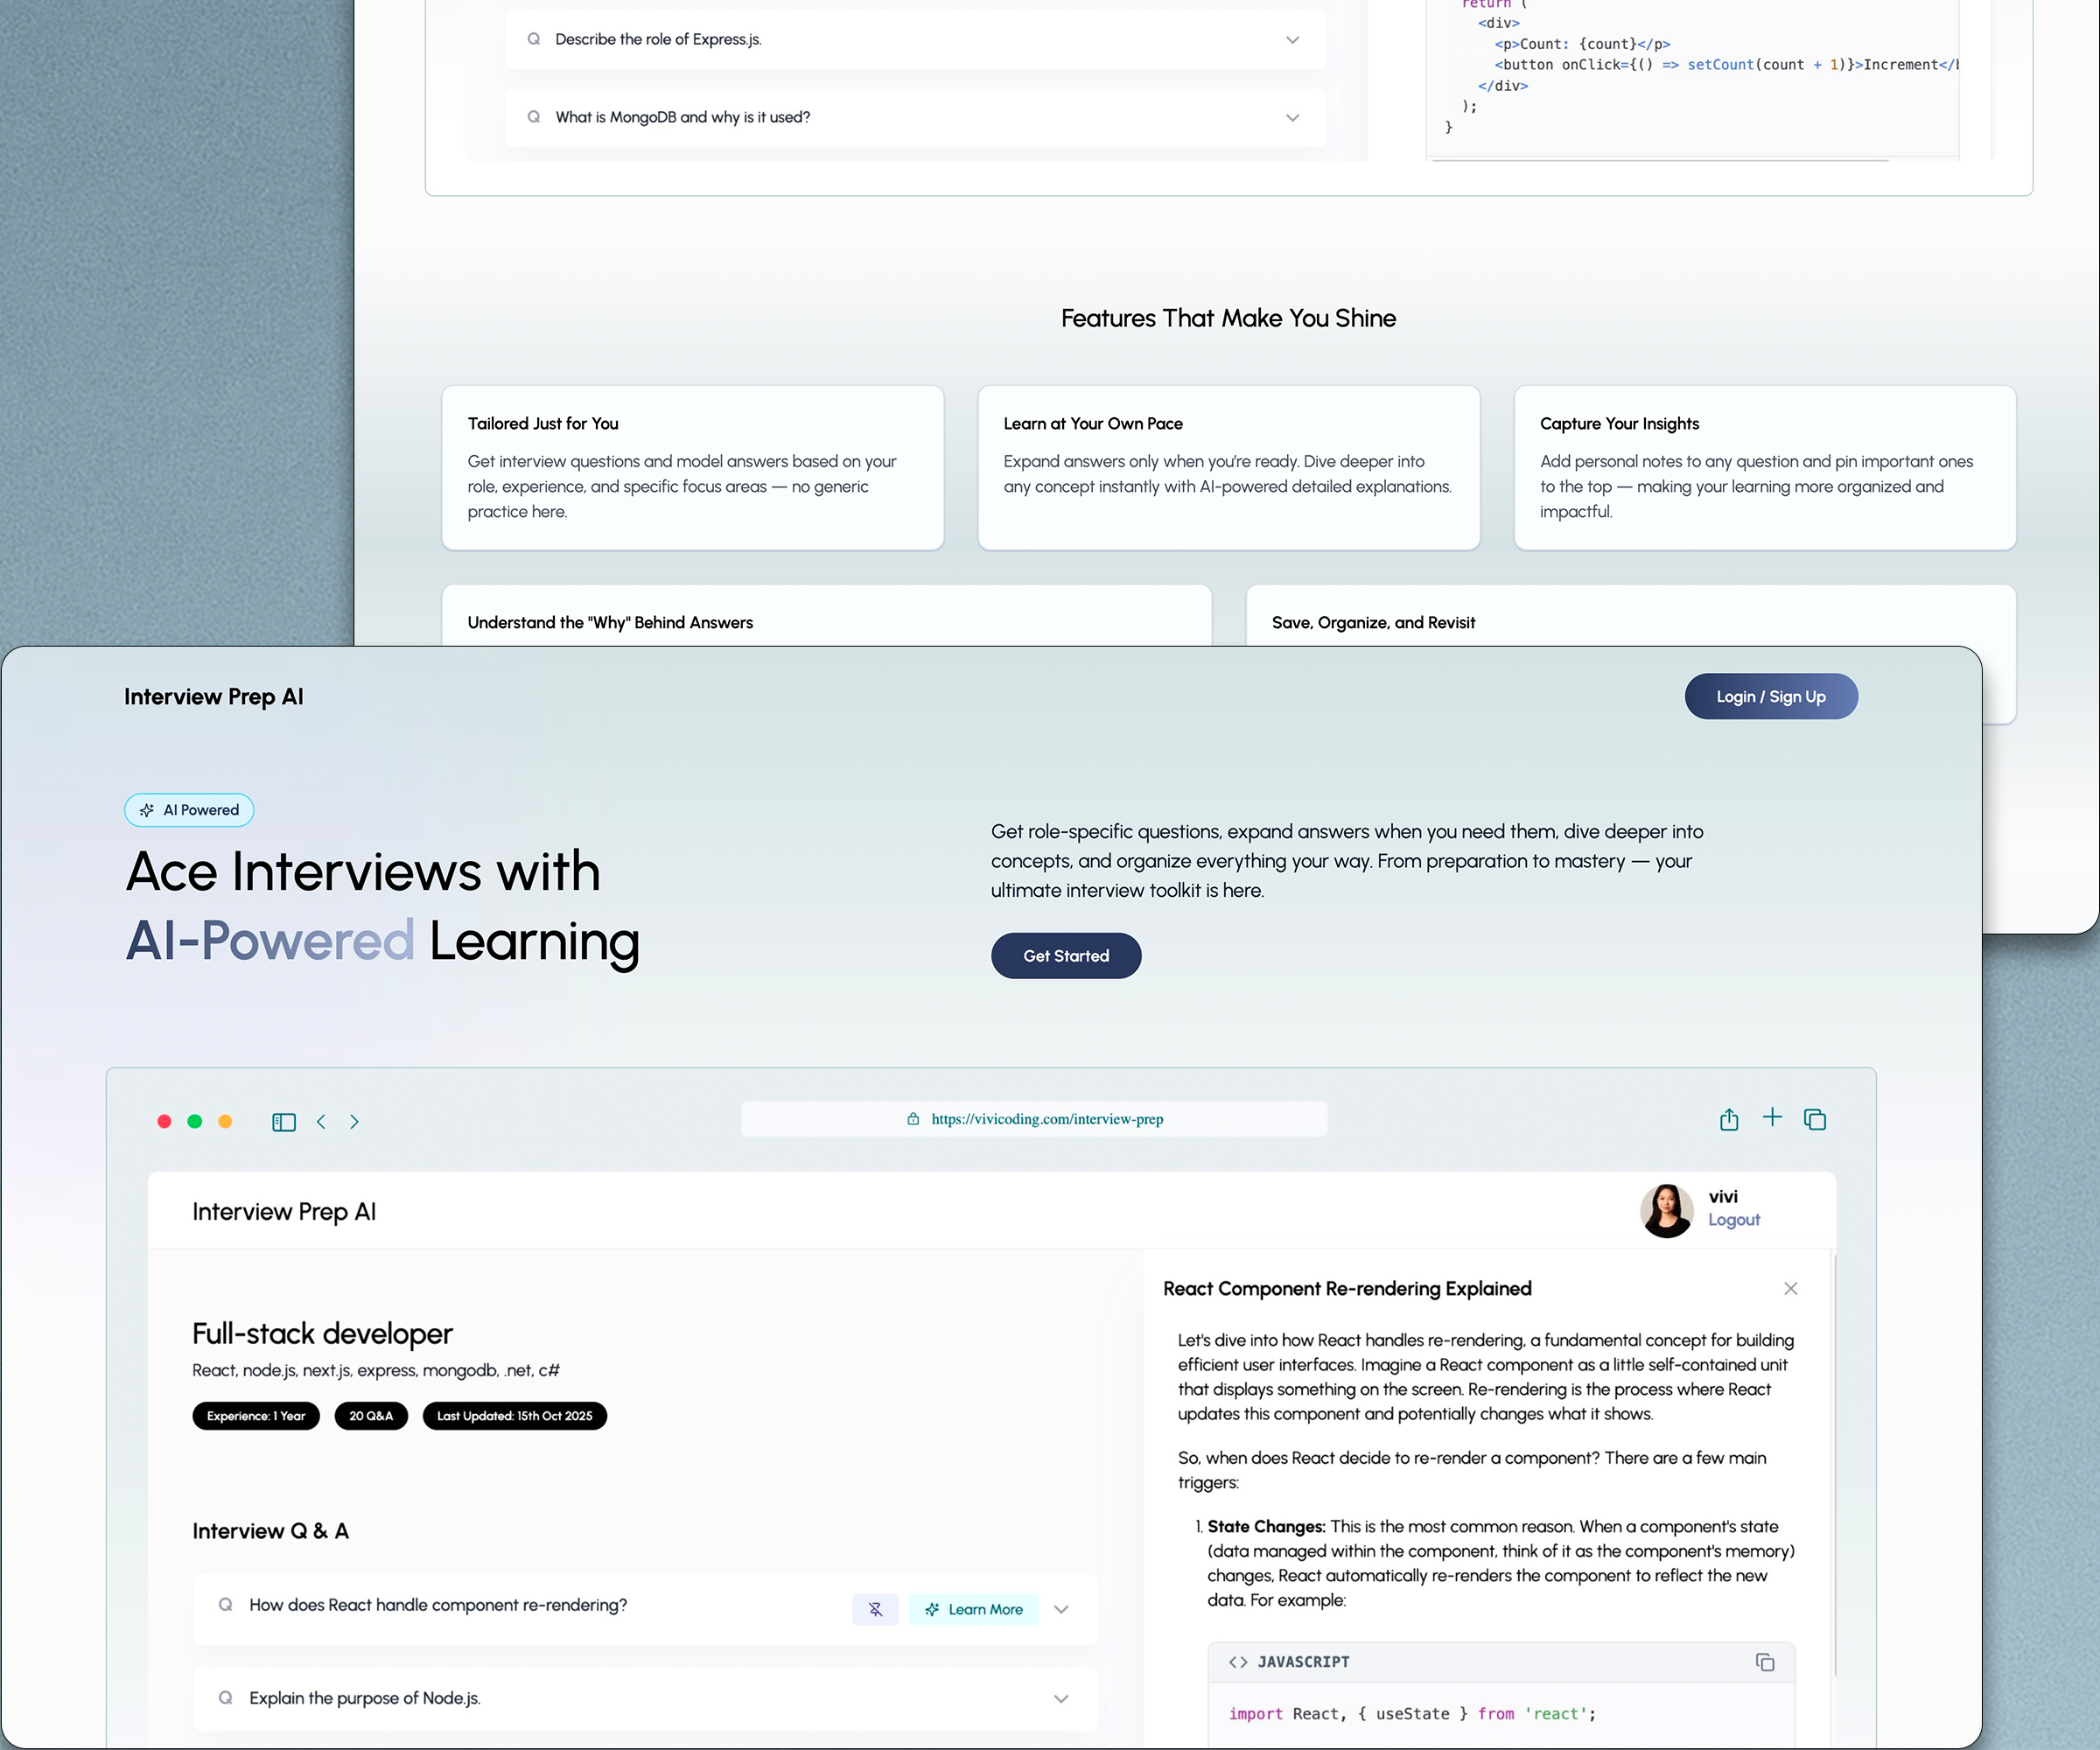 Describe the role of Express.js.
What is MongoDB and why is it used?
return (
<div>
<p>Count: {count}</p>
<button onClick={() => setCount(count + 1)}>Increment</
</div>
);
}
Features That Make You Shine
Tailored Just for You
Get interview questions and model answers based on your
role, experience, and specific focus areas — no generic
practice here.
Learn at Your Own Pace
Expand answers only when you're ready. Dive deeper into
any concept instantly with AI-powered detailed explanations.
Capture Your Insights
Add personal notes to any question and pin important ones
to the top — making your learning more organized and
impactful.
Understand the "Why" Behind Answers
Save, Organize, and Revisit
Interview Prep AI
Login / Sign Up
AI Powered
Ace Interviews with
AI-Powered Learning
Get role-specific questions, expand answers when you need them, dive deeper into
concepts, and organize everything your way. From preparation to mastery — your
ultimate interview toolkit is here.
Get Started
https://vivicoding.com/interview-prep
Interview Prep AI
vivi
Logout
Full-stack developer
React, node.js, next.js, express, mongodb, .net, c#
Experience: 1 Year
20 Q&A
Last Updated: 15th Oct 2025
Interview Q & A
Q How does React handle component re-rendering?
Learn More
Q Explain the purpose of Node.js.
React Component Re-rendering Explained
Let's dive into how React handles re-rendering, a fundamental concept for building
efficient user interfaces. Imagine a React component as a little self-contained unit
that displays something on the screen. Re-rendering is the process where React
updates this component and potentially changes what it shows.
So, when does React decide to re-render a component? There are a few main
triggers:
1. State Changes: This is the most common reason. When a component's state
(data managed within the component, think of it as the component's memory)
changes, React automatically re-renders the component to reflect the new
data. For example:
<> JAVASCRIPT
import React, { useState } from 'react';